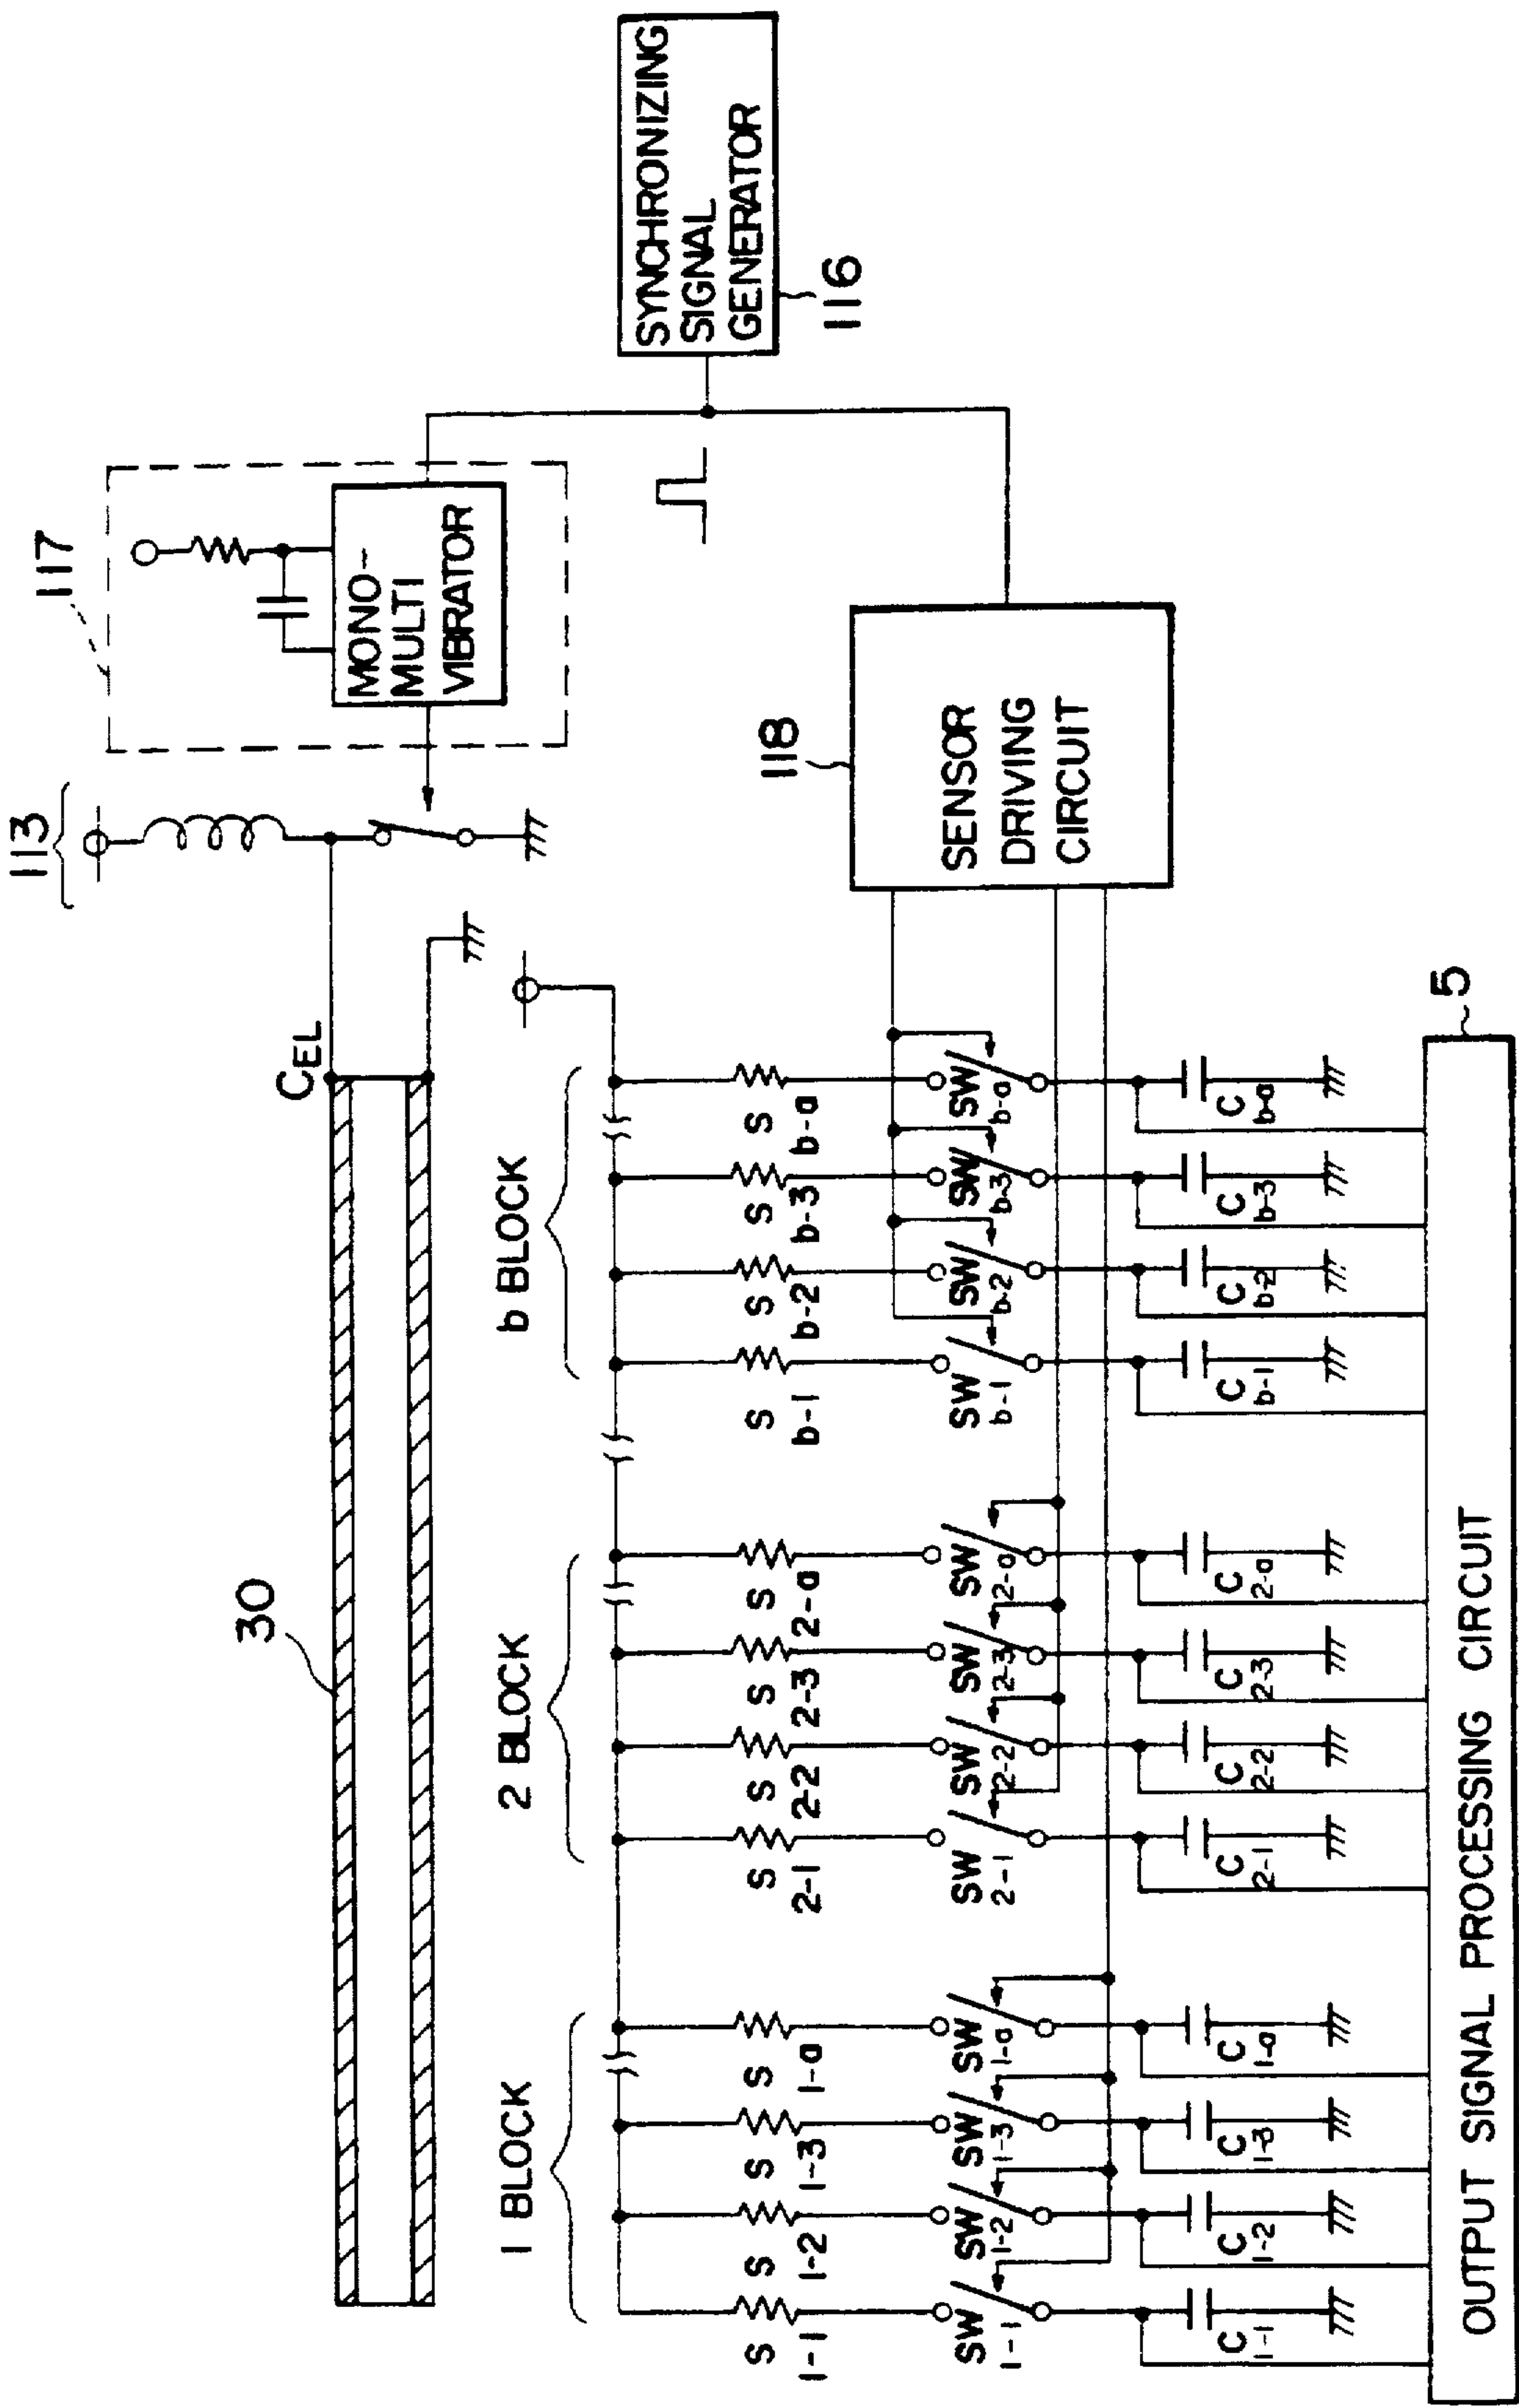 113
117
MONO-
MULTI
VIBRATOR
SYNCHRONIZING
SIGNAL
GENERATOR
116
30
CEL
118
SENSOR
DRIVING
CIRCUIT
1 BLOCK
2 BLOCK
b BLOCK
S 1-1
S 1-2
S 1-3
S 1-a
S 2-1
S 2-2
S 2-3
S 2-a
S b-1
S b-2
S b-3
S b-a
SW 1-1
SW 1-2
SW 1-3
SW 1-a
SW 2-1
SW 2-2
SW 2-3
SW 2-a
SW b-1
SW b-2
SW b-3
SW b-a
C 1-1
C 1-2
C 1-3
C 1-a
C 2-1
C 2-2
C 2-3
C 2-a
C b-1
C b-2
C b-3
C b-a
5
OUTPUT SIGNAL PROCESSING CIRCUIT